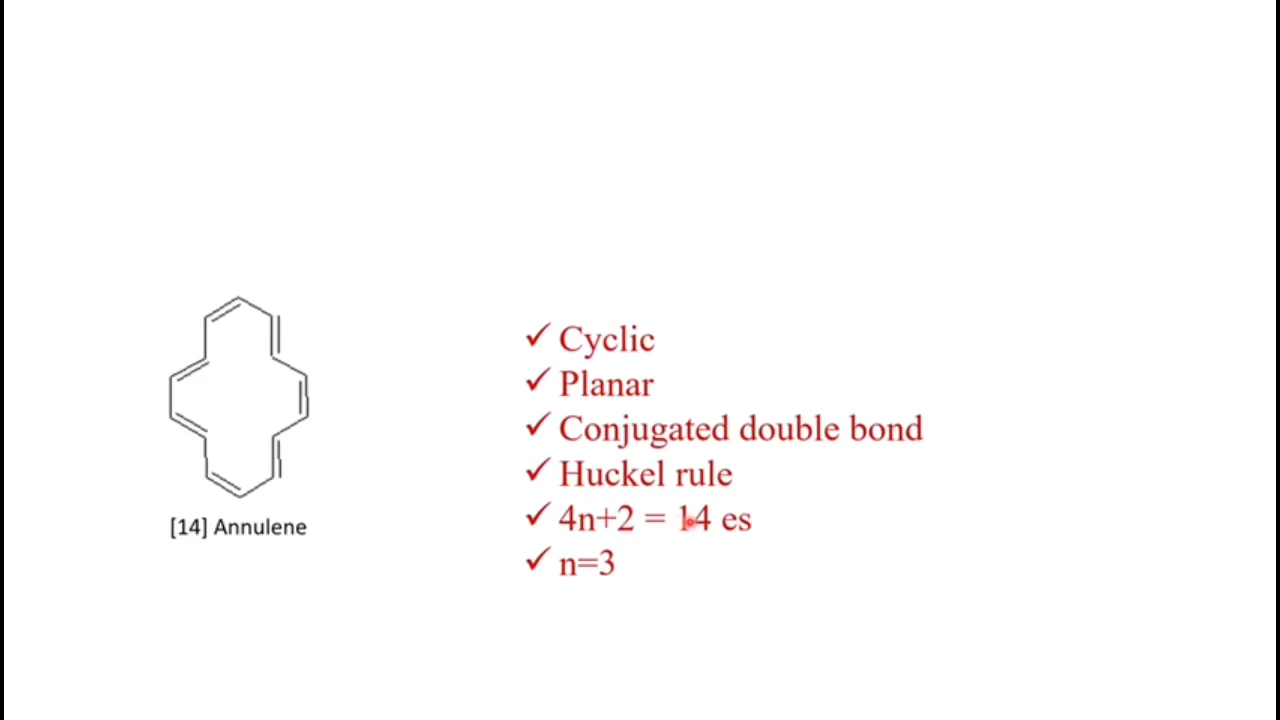 [14] Annulene
✓ Cyclic
✓ Planar
✓ Conjugated double bond
✓ Huckel rule
✓ 4n+2 = 14 es
✓ n=3